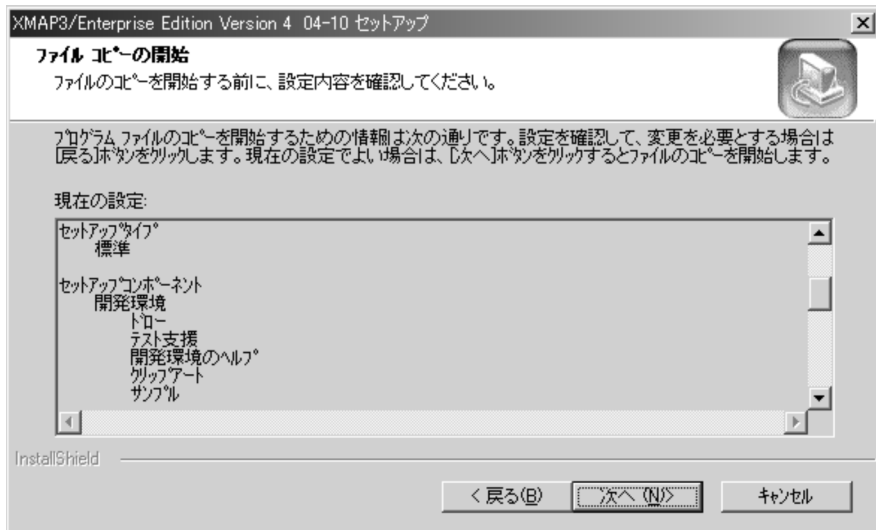 XMAP3/Enterprise Edition Version 4 04-10 セットアップ
ファイル コピーの開始
ファイルのコピーを開始する前に、設定内容を確認してください。
プログラム ファイルのコピーを開始するための情報は次の通りです。設定を確認して、変更を必要とする場合は
[戻る]ボタンをクリックします。現在の設定でよい場合は、[次へ]ボタンをクリックするとファイルのコピーを開始します。
現在の設定:
セットアップタイプ
標準
セットアップコンポーネント
開発環境
ドロー
テスト支援
開発環境のヘルプ
クリップアート
サンプル
InstallShield
< 戻る(B)
次へ (N)>
キャンセル